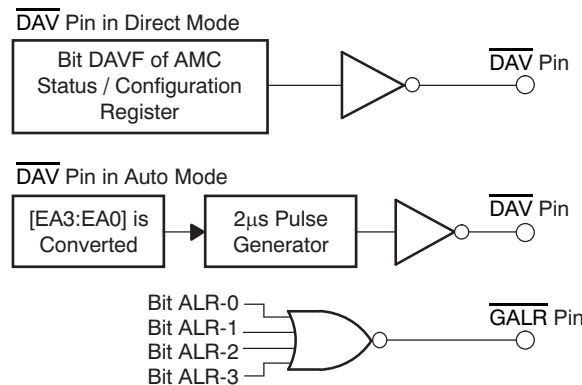 DAV Pin in Direct Mode
Bit DAVF of AMC
Status / Configuration
Register
DAV Pin
DAV Pin in Auto Mode
[EA3:EA0] is
Converted
2μs Pulse
Generator
DAV Pin
Bit ALR-0
Bit ALR-1
Bit ALR-2
Bit ALR-3
GALR Pin